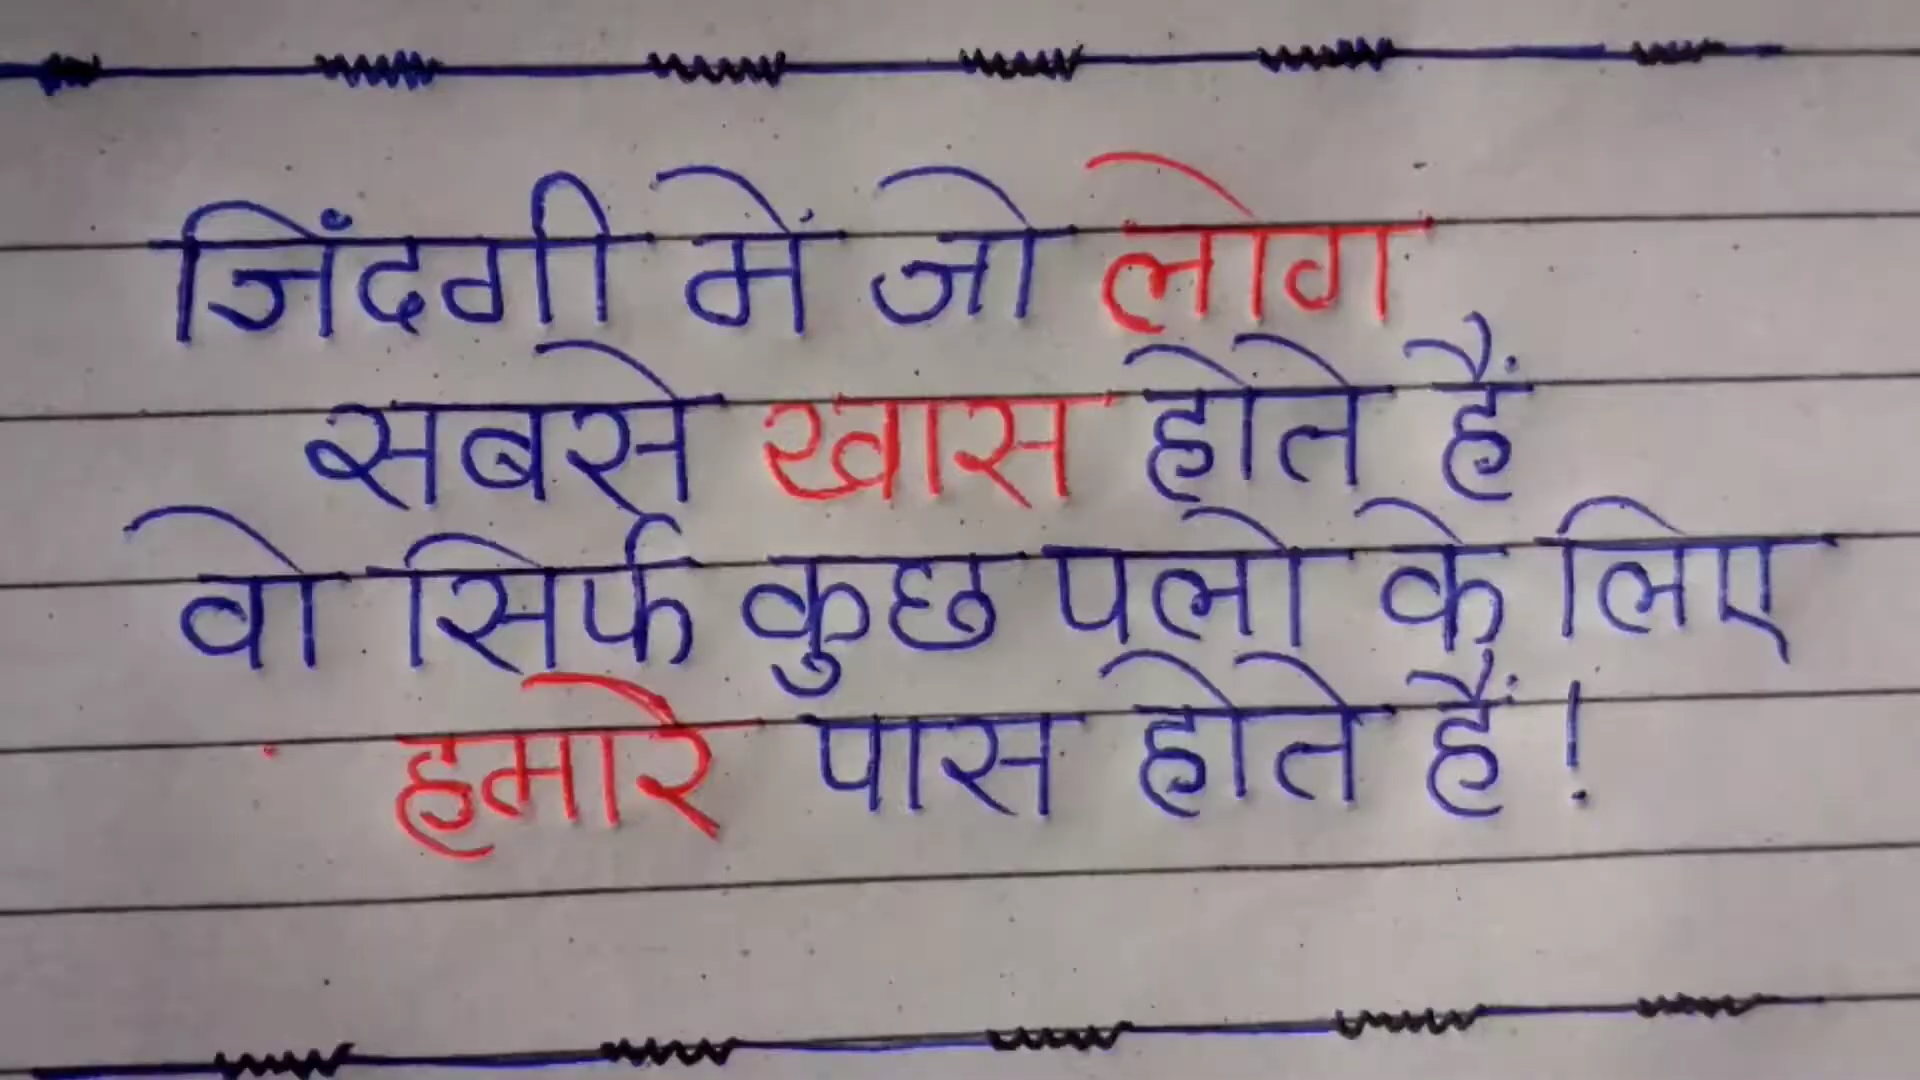 जिंदगी में जो लोग
सबसे खास होते हैं
वो सिर्फ कुछ पलो के लिए
हमारे पास होते हैं !